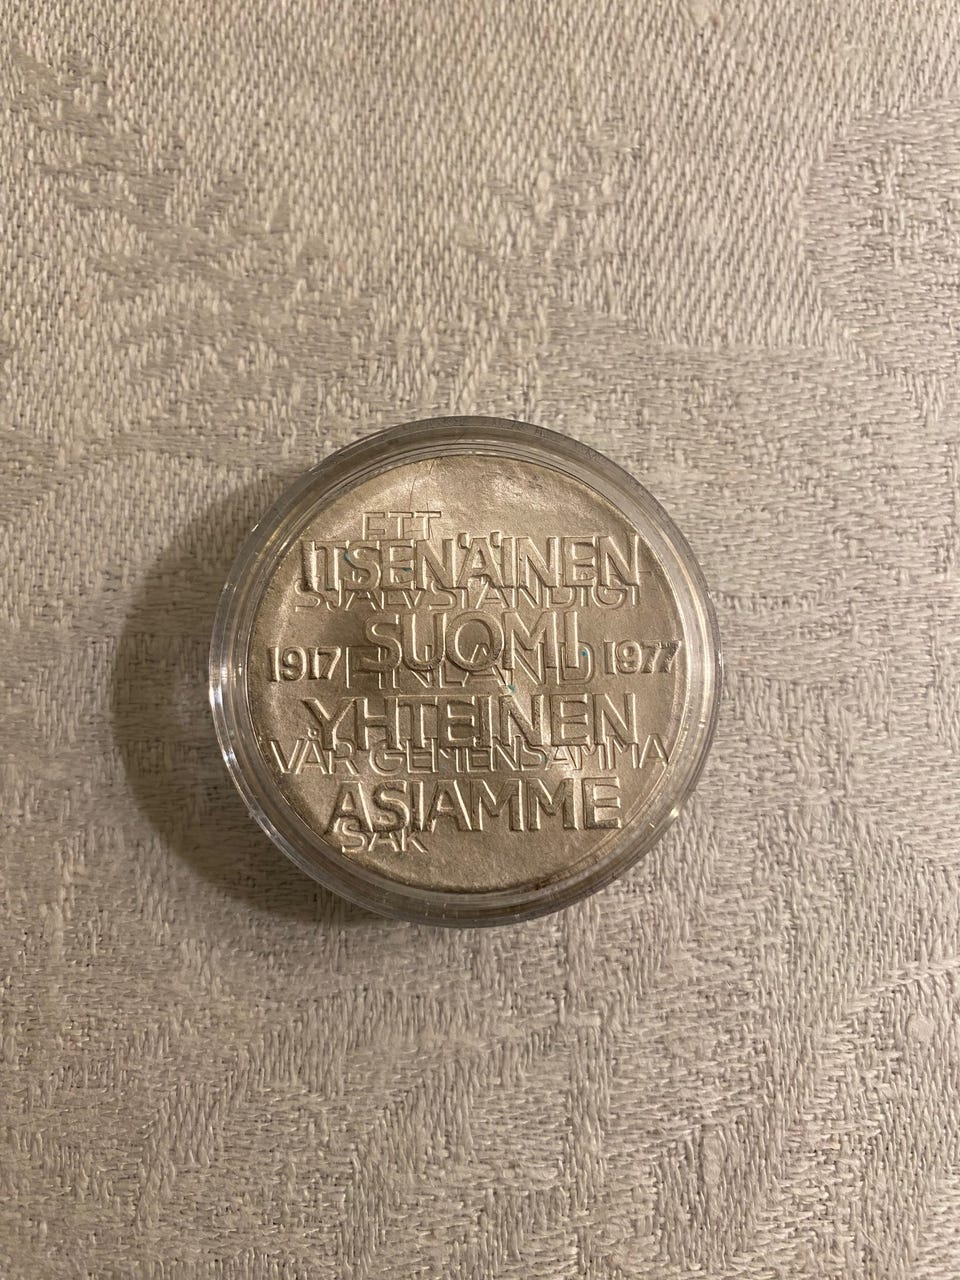 ETT
ITSENÄINEN
SJÄLVSTÄNDIGT
SUOMI
1917 FINLAND 1977
YHTEINEN
VÅR GEMENSAMMA
ASIAMME
SAK